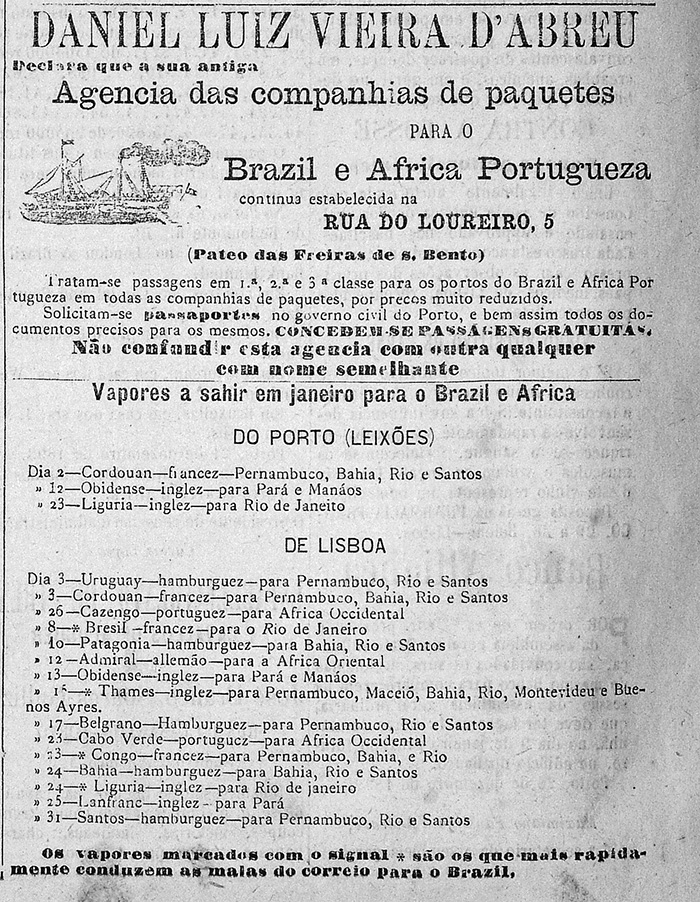 DANIEL LUIZ VIEIRA D'ABREU
Declara que a sua antiga
Agencia das companhias de paquetes
PARA O
Brazil e Africa Portugueza
continua estabelecida na
RUA DO LOUREIRO, 5
(Pateo das Freiras de s. Bento)
Tratam-se passagens em 1.ª, 2.ª e 3ª classe para os portos do Brazil e Africa Por
tugueza em todas as companhias de paquetes, por precos muito reduzidos.
Solicitam-se passaportes no governo civil do Porto, e bem assim todos os do-
cumentos precisos para os mesmos. CONCEDEM-SE PASSAGENS GRATUITAS.
Não confundir esta agencia com outra qualquer
com nome semelhante
Vapores a sahir em janeiro para o Brazil e Africa
DO PORTO (LEIXÕES)
Dia 2—Cordouan—francez—Pernambuco, Bahia, Rio e Santos
» 12—Obidense—inglez—para Pará e Manáos
» 23—Liguria—inglez—para Rio de Janeito
DE LISBOA
Dia 3—Uruguay—hamburguez—para Pernambuco, Rio e Santos
» 3—Cordouan—francez—para Pernambuco, Bahia, Rio e Santos
» 26—Cazengo—portuguez—para Africa Occidental
» 8—* Bresil—francez—para o Rio de Janeiro
» 10—Patagonia—hamburguez—para Bahia, Rio e Santos
» 12—Admiral—allemão—para a Africa Oriental
» 13—Obidense—inglez—para Pará e Manáos
» —* Thames—inglez—para Pernambuco, Maceió, Bahia, Rio, Montevideu e Bue-
nos Ayres.
» 17—Belgrano—Hamburguez—para Pernambuco, Rio e Santos
» 23—Cabo Verde—portuguez—para Africa Occidental
» 23—* Congo—francez—para Pernambuco, Bahia, e Rio
» 24—Bahia—hamburguez—para Bahia, Rio e Santos
» 24—* Liguria—inglez—para Rio de janeiro
» 25—Lanfranc—inglez—para Pará
» 31—Santos—hamburguez—para Pernambuco, Rio e Santos
Os vapores marcados com o signal * são os que mais rapida-
mente conduzem as malas do correio para o Brazil.